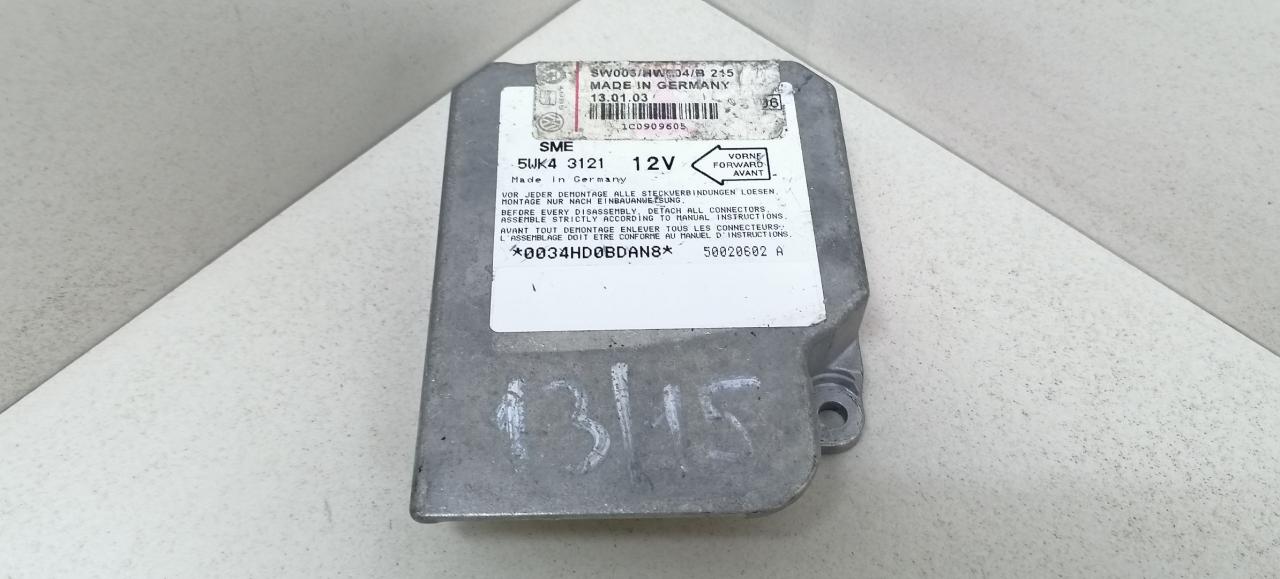 SW003/HW004/B 215
MADE IN GERMANY
13.01.03
1C0909605
SME
5WK4 3121 12V
VORNE
FORWARD
AVANT
Made in Germany
VOR JEDER DEMONTAGE ALLE STECKVERBINDUNGEN LOESEN,
MONTAGE NUR NACH EINBAUANWEISUNG.
BEFORE EVERY DISASSEMBLY, DETACH ALL CONNECTORS.
ASSEMBLE STRICTLY ACCORDING TO MANUAL INSTRUCTIONS.
AVANT TOUT DEMONTAGE ENLEVER TOUS LES CONNECTEURS.
L'ASSEMBLAGE DOIT ETRE CONFORME AU MANUEL D'INSTRUCTIONS.
*0034HD0BDAN8* 50020602 A
13/15